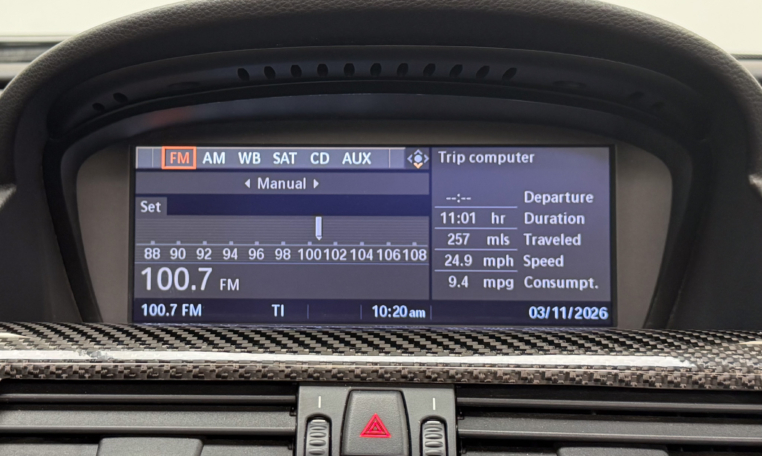 FM AM WB SAT CD AUX
Manual
Set
88 90 92 94 96 98 100 102 104 106 108
100.7 FM
100.7 FM TI 10:20 am
Trip computer
--:-- Departure
11:01 hr Duration
257 mls Traveled
24.9 mph Speed
9.4 mpg Consumpt.
03/11/2026